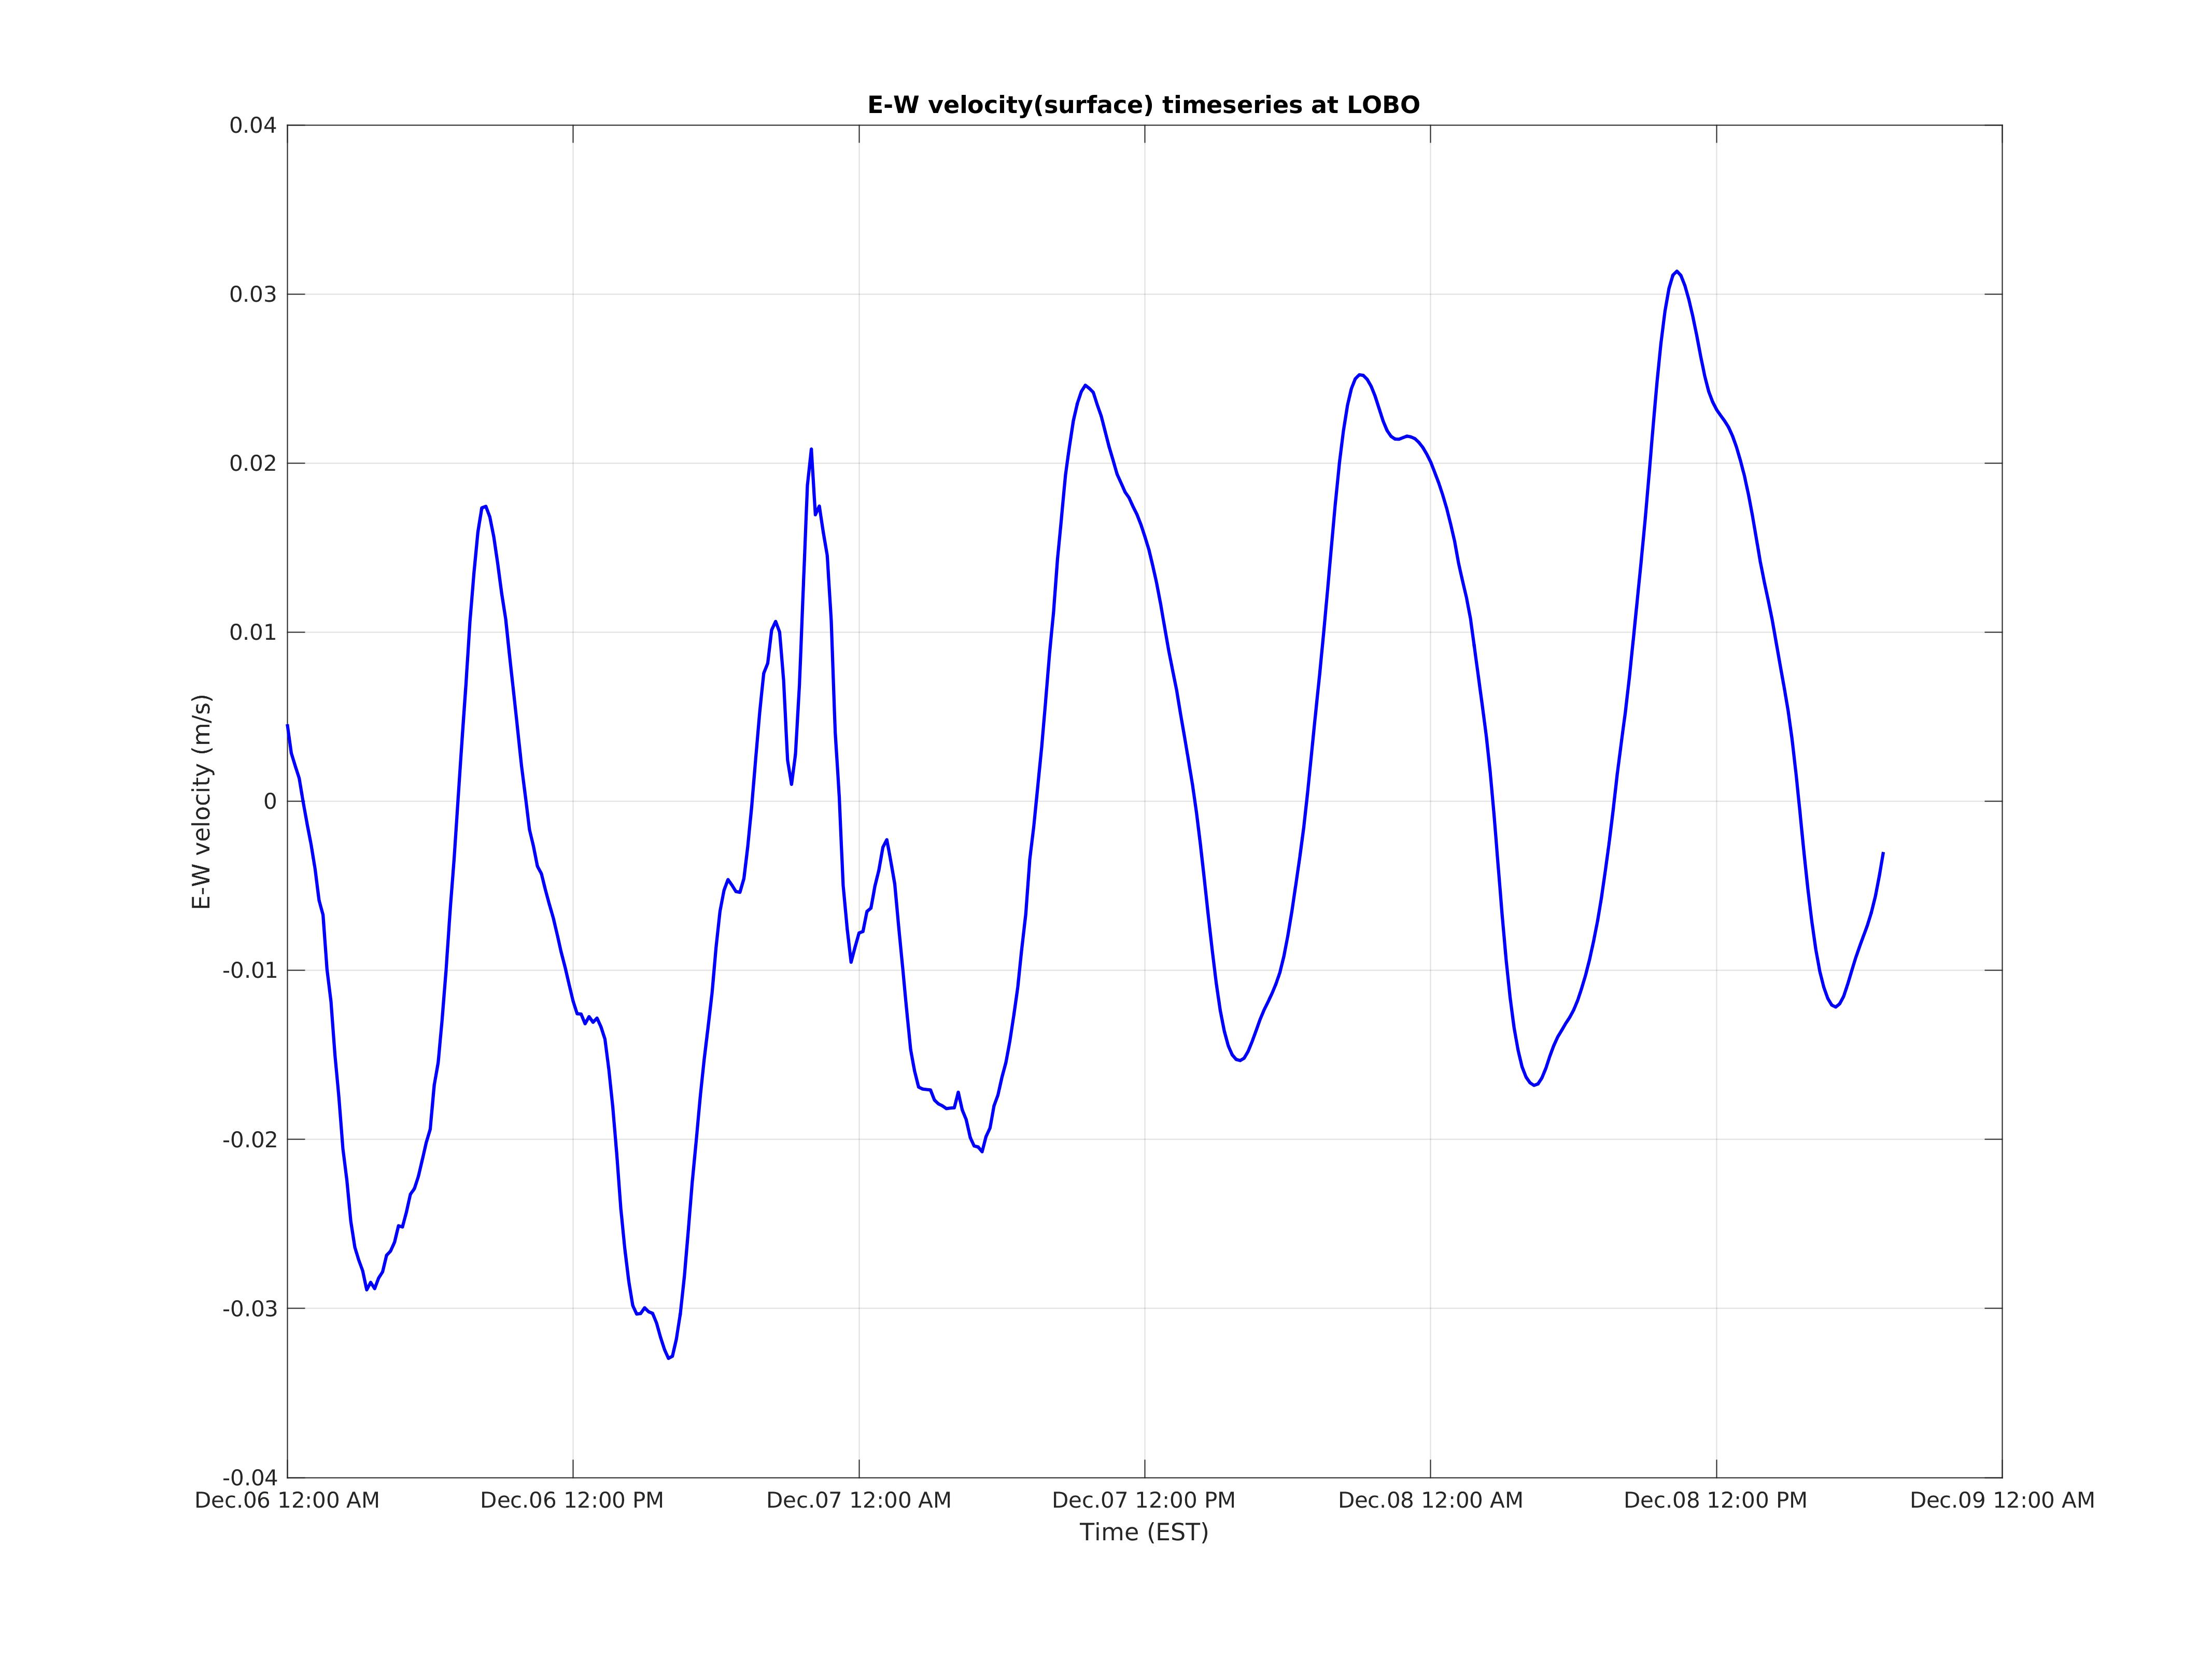 E-W velocity(surface) timeseries at LOBO
0.04
0.03
0.02
0.01
0
-0.01
-0.02
-0.03
-0.04
E-W velocity (m/s)
Dec.06 12:00 AM Dec.06 12:00 PM Dec.07 12:00 AM Dec.07 12:00 PM Dec.08 12:00 AM Dec.08 12:00 PM Dec.09 12:00 AM
Time (EST)